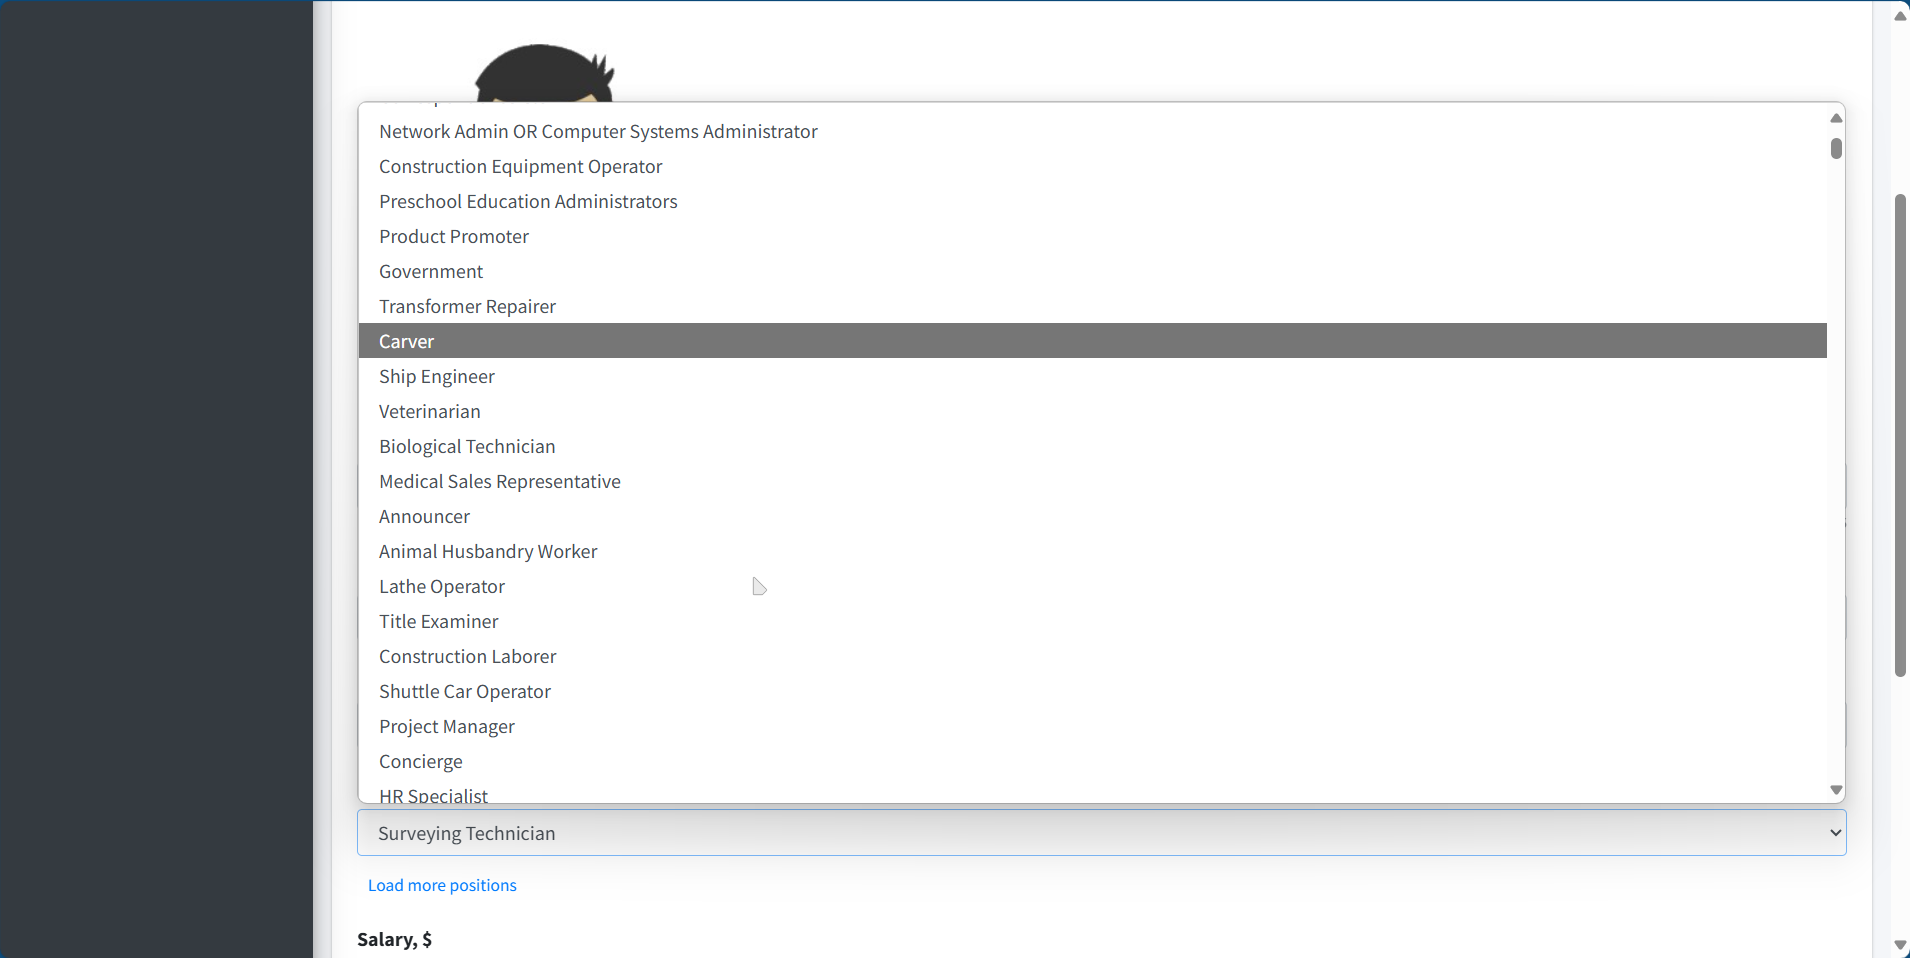 Network Admin OR Computer Systems Administrator
Construction Equipment Operator
Preschool Education Administrators
Product Promoter
Government
Transformer Repairer
Carver
Ship Engineer
Veterinarian
Biological Technician
Medical Sales Representative
Announcer
Animal Husbandry Worker
Lathe Operator
Title Examiner
Construction Laborer
Shuttle Car Operator
Project Manager
Concierge
HR Specialist
Surveying Technician
Load more positions
Salary, $